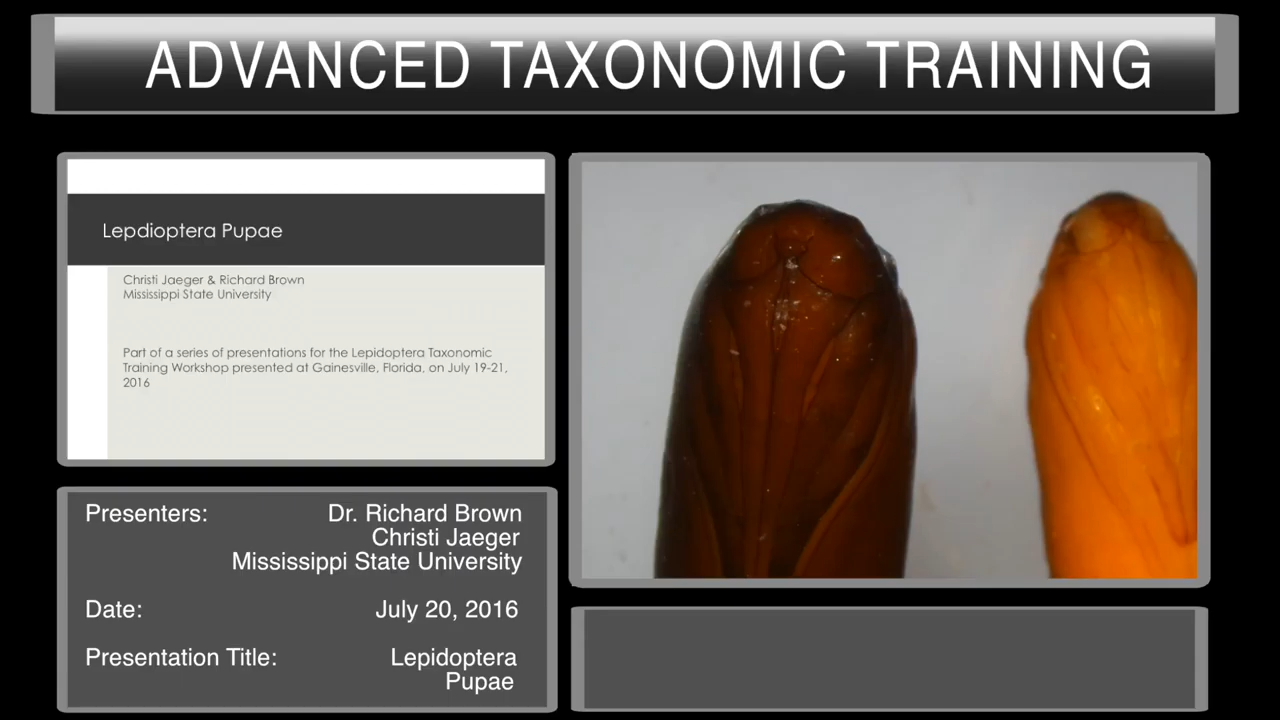 ADVANCED TAXONOMIC TRAINING
Lepdioptera Pupae
Christi Jaeger & Richard Brown
Mississippi State University
Part of a series of presentations for the Lepidoptera Taxonomic
Training Workshop presented at Gainesville, Florida, on July 19-21,
2016
Presenters: Dr. Richard Brown
Christi Jaeger
Mississippi State University
Date: July 20, 2016
Presentation Title: Lepidoptera
Pupae